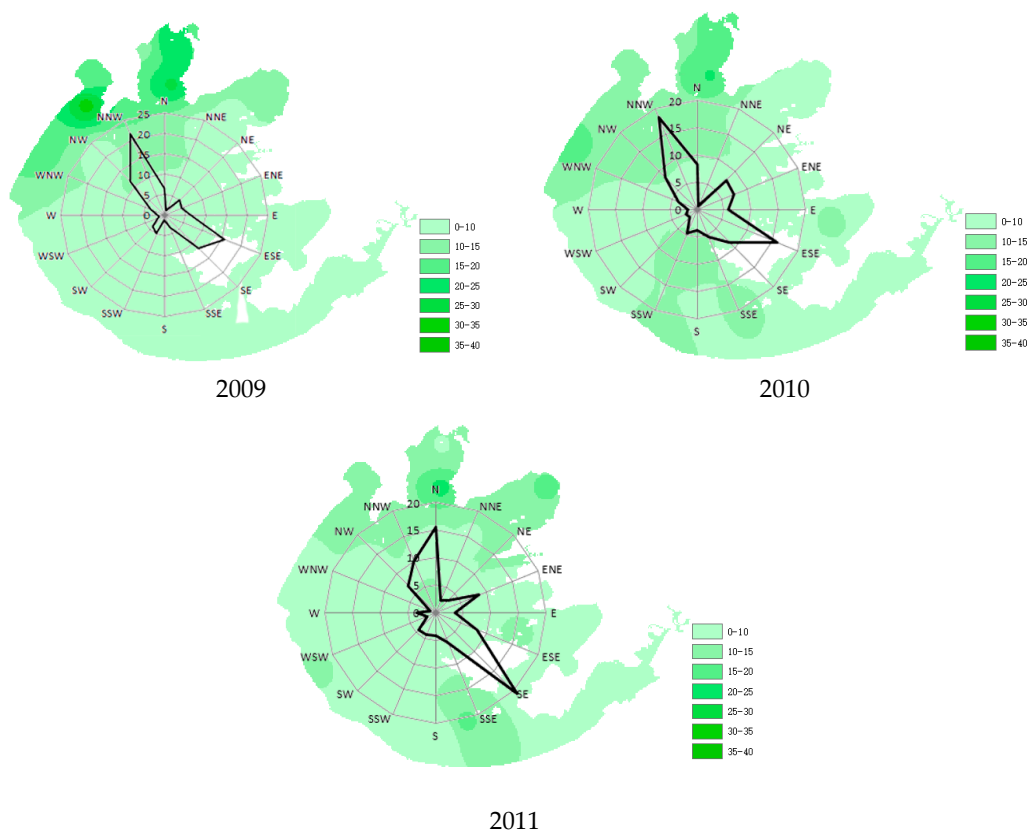 N
25
NNW
NNE
20
NW
NE
15
10
WNW
ENE
5
W
0
E
WSW
ESE
SW
SE
SSW
SSE
S
0-10
10-15
15-20
20-25
25-30
30-35
35-40
2009
N
20
NNW
NNE
15
NW
NE
10
WNW
ENE
5
W
0
E
WSW
ESE
SW
SE
SSW
SSE
S
0-10
10-15
15-20
20-25
25-30
30-35
35-40
2010
N
20
NNW
NNE
15
NW
NE
10
WNW
ENE
5
W
0
E
WSW
ESE
SW
SE
SSW
SSE
S
0-10
10-15
15-20
20-25
25-30
30-35
35-40
2011